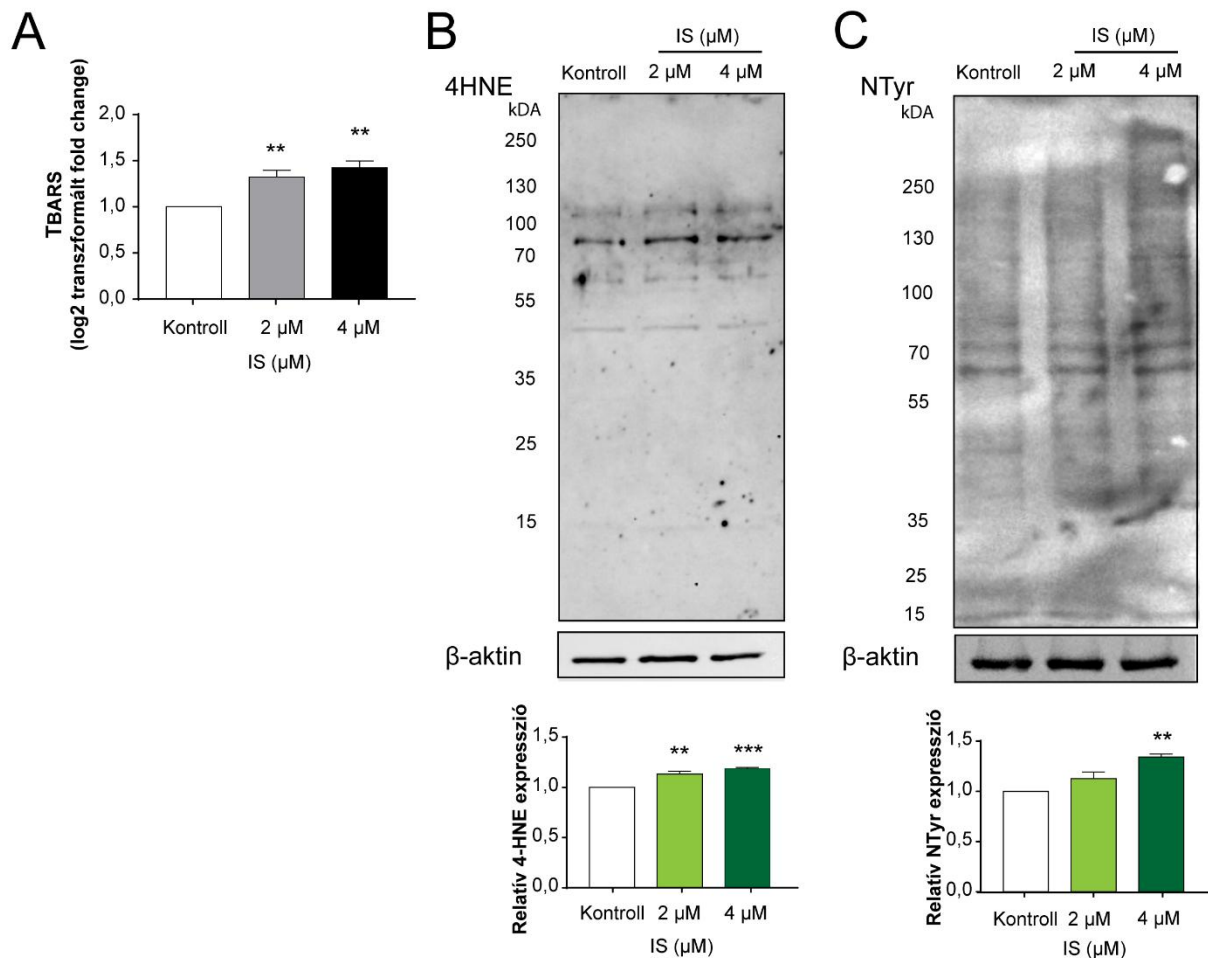 A
TBARS
(log2 transzformált fold change)
2,0
1,5
1,0
0,5
0,0
**
**
Kontroll
2 µM
4 µM
IS (µM)
B
IS (µM)
Kontroll
2 µM
4 µM
4HNE
kDA
250
130
100
70
55
35
25
15
β-aktin
Relatív 4-HNE expresszió
1,5
1,0
0,5
0,0
**
***
Kontroll
2 µM
4 µM
IS (µM)
C
IS (µM)
Kontroll
2 µM
4 µM
NTyr
kDA
250
130
100
70
55
35
25
15
β-aktin
Relatív NTyr expresszió
1,5
1,0
0,5
0,0
**
Kontroll
2 µM
4 µM
IS (µM)